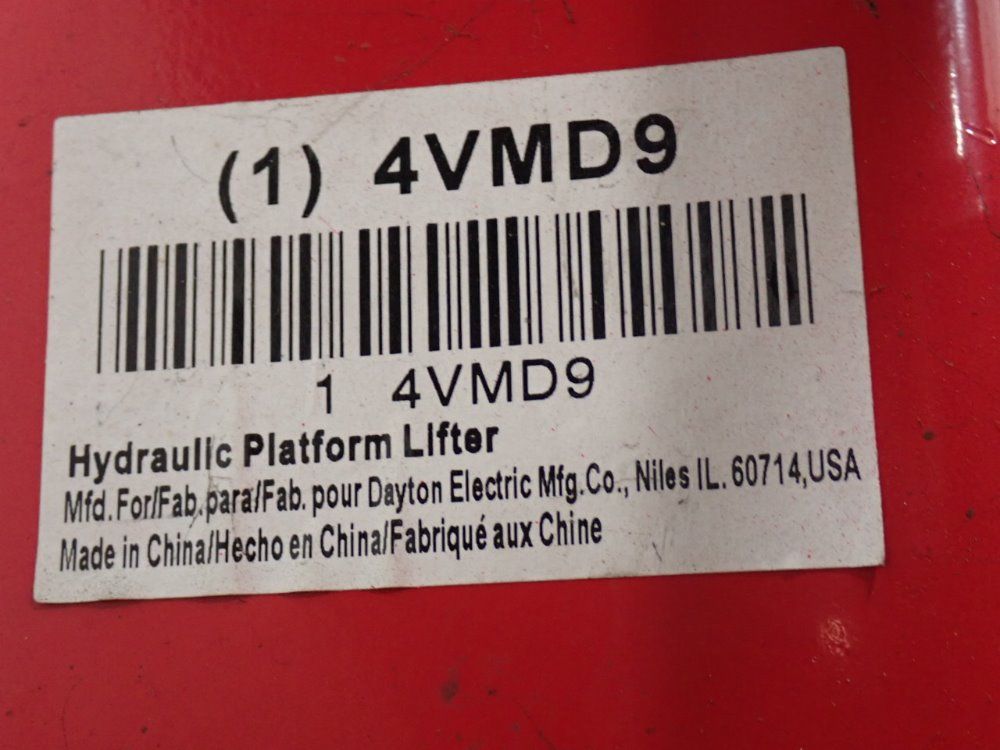 (1) 4VMD9
1 4VMD9
Hydraulic Platform Lifter
Mfd. For/Fab. para/Fab. pour Dayton Electric Mfg.Co., Niles IL. 60714,USA
Made in China/Hecho en China/Fabriqué aux Chine